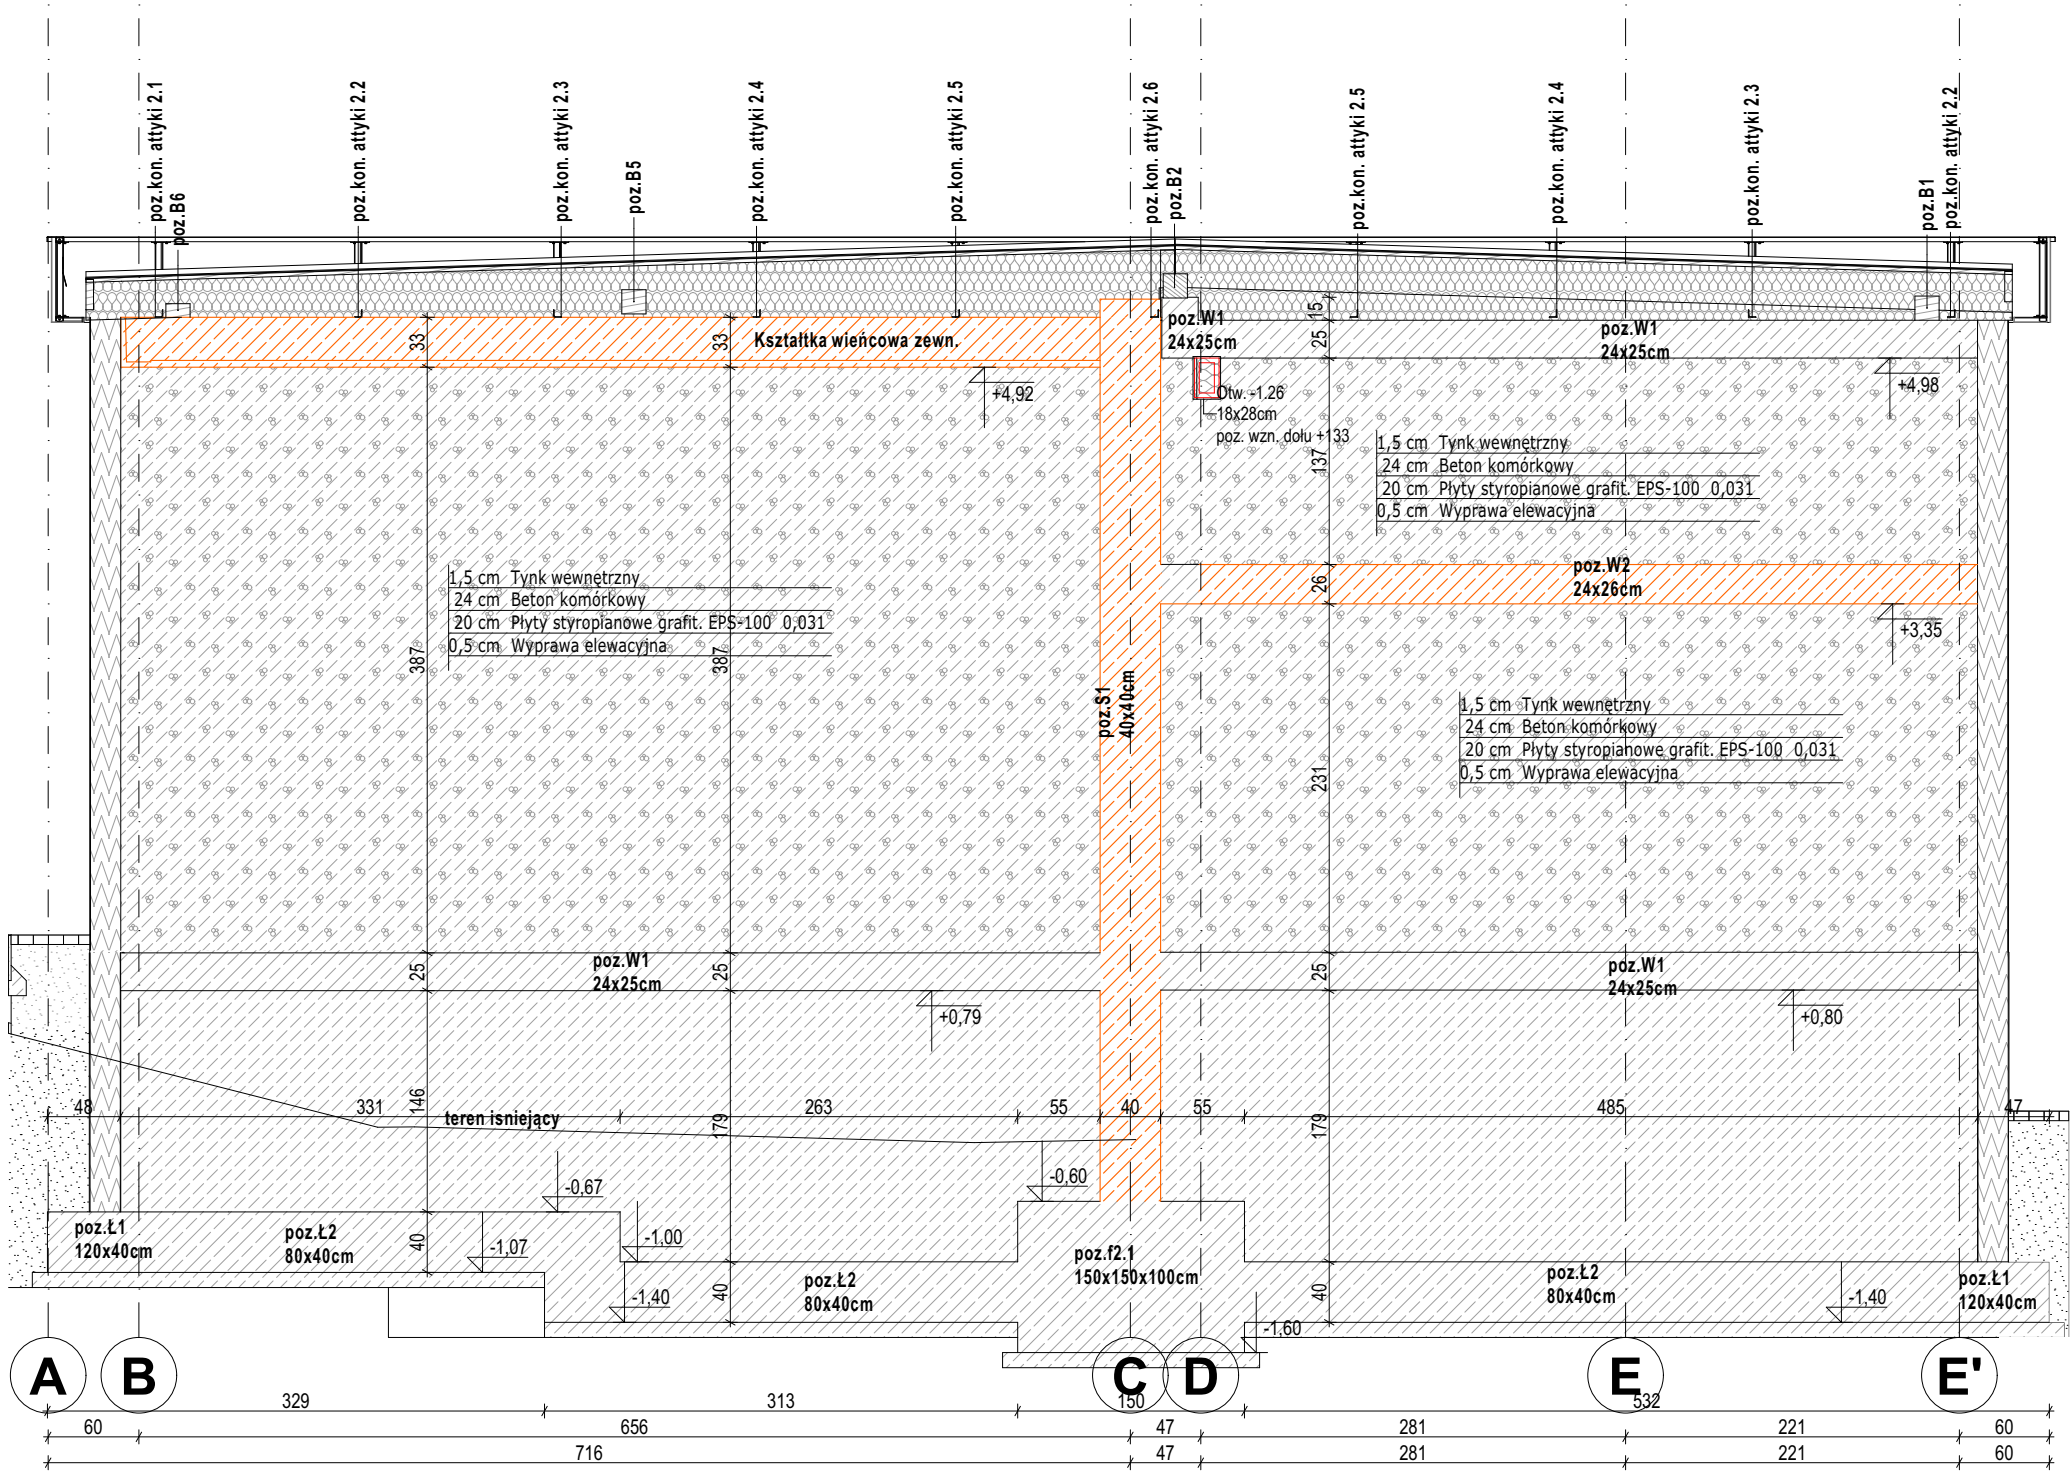 poz.kon. attyki 2.1
poz.B6
poz.kon. attyki 2.2
poz.kon. attyki 2.3
poz.B5
poz.kon. attyki 2.4
poz.kon. attyki 2.5
poz.kon. attyki 2.6
poz.B2
poz.kon. attyki 2.5
poz.kon. attyki 2.4
poz.kon. attyki 2.3
poz.B1
poz.kon. attyki 2.2
33
33
Kształtka wieńcowa zewn.
poz.W1
24x25cm
15
25
poz.W1
24x25cm
+4,92
+4,98
Otw. -1.26
18x28cm
poz. wzn. dołu +133
137
1,5 cm Tynk wewnętrzny
24 cm Beton komórkowy
20 cm Płyty styropianowe grafit. EPS-100 0,031
0,5 cm Wyprawa elewacyjna
1,5 cm Tynk wewnętrzny
24 cm Beton komórkowy
20 cm Płyty styropianowe grafit. EPS-100 0,031
0,5 cm Wyprawa elewacyjna
387
387
26
poz.W2
24x26cm
+3,35
poz.S1
40x40cm
1,5 cm Tynk wewnętrzny
24 cm Beton komórkowy
20 cm Płyty styropianowe grafit. EPS-100 0,031
0,5 cm Wyprawa elewacyjna
231
25
poz.W1
24x25cm
25
25
poz.W1
24x25cm
+0,79
+0,80
48
331
146
teren isniejący
179
263
55
40
55
179
485
47
-0,67
-0,60
poz.Ł1
120x40cm
poz.Ł2
80x40cm
40
-1,07
-1,00
-1,40
40
poz.Ł2
80x40cm
poz.f2.1
150x150x100cm
-1,60
40
poz.Ł2
80x40cm
-1,40
poz.Ł1
120x40cm
A
B
C
D
E
E'
329
313
150
532
60
656
47
281
221
60
716
47
281
221
60